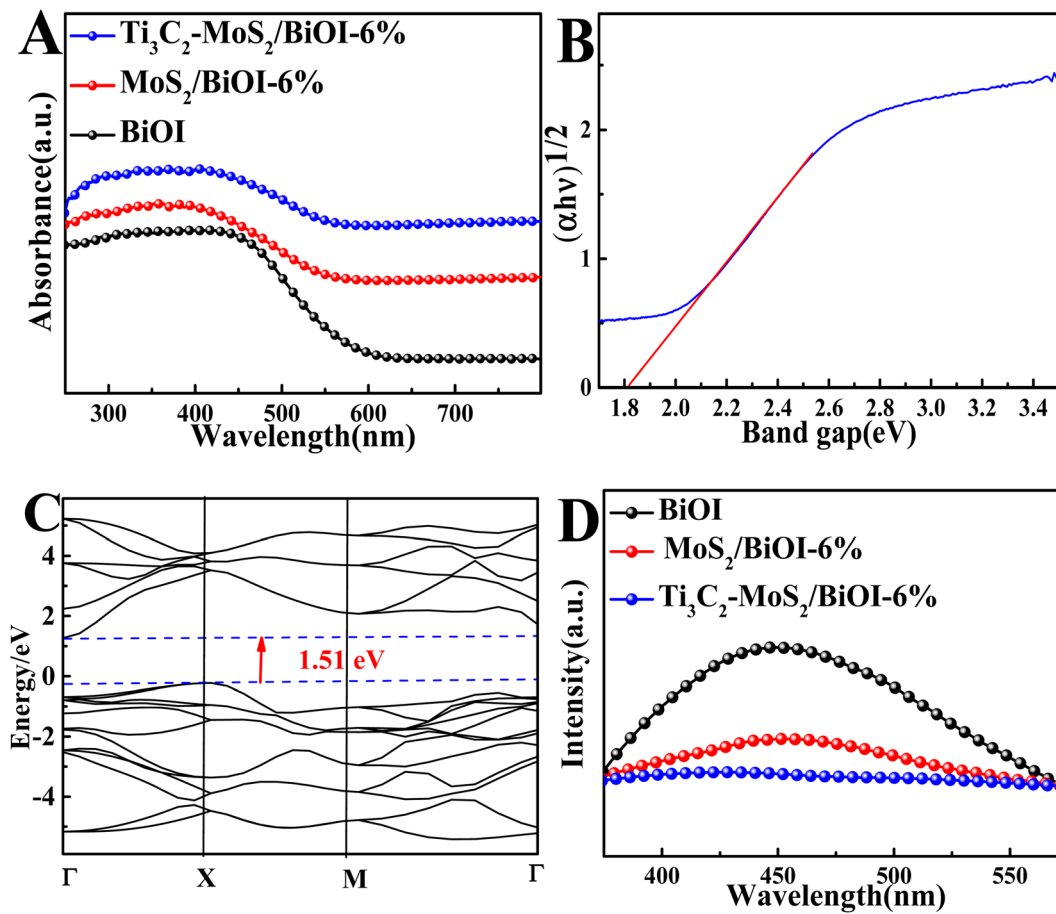 A
Ti₃C₂-MoS₂/BiOI-6%
MoS₂/BiOI-6%
BiOI
Absorbance(a.u.)
300 400 500 600 700
Wavelength(nm)
B
(αhν)1/2
2
1
0
1.8 2.0 2.2 2.4 2.6 2.8 3.0 3.2 3.4
Band gap(eV)
C
Energy/eV
4
2
0
-2
-4
1.51 eV
Γ X M Γ
D
BiOI
MoS₂/BiOI-6%
Ti₃C₂-MoS₂/BiOI-6%
Intensity(a.u.)
400 450 500 550
Wavelength(nm)